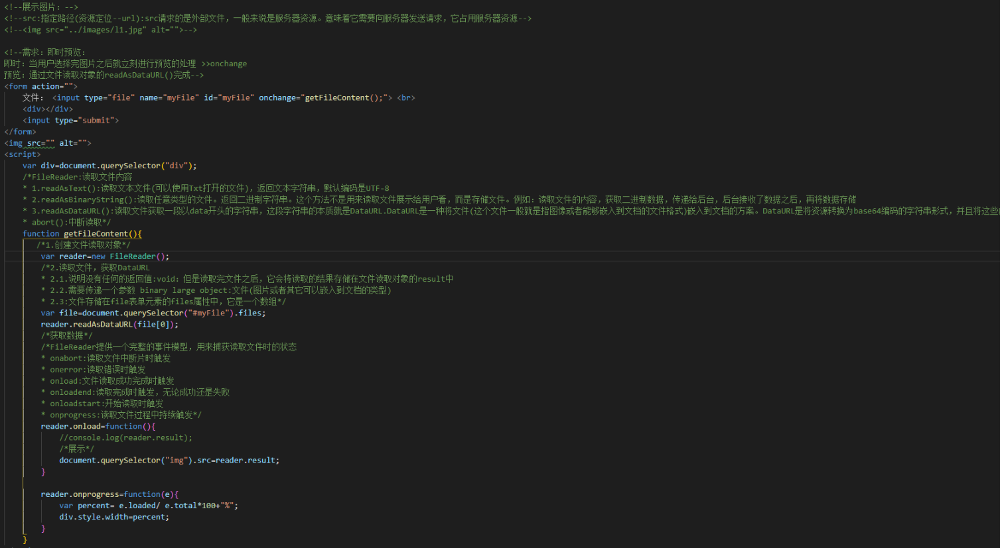 <!--展示图片：-->
<!--src:指定路径(资源定位--url):src请求的是外部文件，一般来说是服务器资源。意味着它需要向服务器发送请求，它占用服务器资源-->
<!--<img src="../images/l1.jpg" alt="">-->
<!--需求：即时预览：
即时：当用户选择完图片之后就立刻进行预览的处理 >>onchange
预览：通过文件读取对象的readAsDataURL()完成-->
<form action="">
文件： <input type="file" name="myFile" id="myFile" onchange="getFileContent();"> <br>
<div></div>
<input type="submit">
</form>
<img src="" alt="">
<script>
var div=document.querySelector("div");
/*FileReader:读取文件内容
* 1.readAsText():读取文本文件(可以使用Txt打开的文件)，返回文本字符串，默认编码是UTF-8
* 2.readAsBinaryString():读取任意类型的文件。返回二进制字符串。这个方法不是用来读取文件展示给用户看，而是存储文件。例如：读取文件的内容，获取二进制数据，传递给后台，后台接收了数据之后，再将数据存储
* 3.readAsDataURL():读取文件获取一段以data开头的字符串，这段字符串的本质就是DataURL.DataURL是一种将文件(这个文件一般就是指图像或者能够嵌入到文档的文件格式)嵌入到文档的方案。DataURL是将资源转换为base64编码的字符串形式，并且将这些
* abort():中断读取*/
function getFileContent(){
/*1.创建文件读取对象*/
var reader=new FileReader();
/*2.读取文件，获取DataURL
* 2.1.说明没有任何的返回值:void：但是读取完文件之后，它会将读取的结果存储在文件读取对象的result中
* 2.2.需要传递一个参数 binary large object:文件(图片或者其它可以嵌入到文档的类型)
* 2.3:文件存储在file表单元素的files属性中，它是一个数组*/
var file=document.querySelector("#myFile").files;
reader.readAsDataURL(file[0]);
/*获取数据*/
/*FileReader提供一个完整的事件模型，用来捕获读取文件时的状态
* onabort:读取文件中断片时触发
* onerror:读取错误时触发
* onload:文件读取成功完成时触发
* onloadend:读取完成时触发，无论成功还是失败
* onloadstart:开始读取时触发
* onprogress:读取文件过程中持续触发*/
reader.onload=function(){
//console.log(reader.result);
/*展示*/
document.querySelector("img").src=reader.result;
}
reader.onprogress=function(e){
var percent= e.loaded/ e.total*100+"%";
div.style.width=percent;
}
}